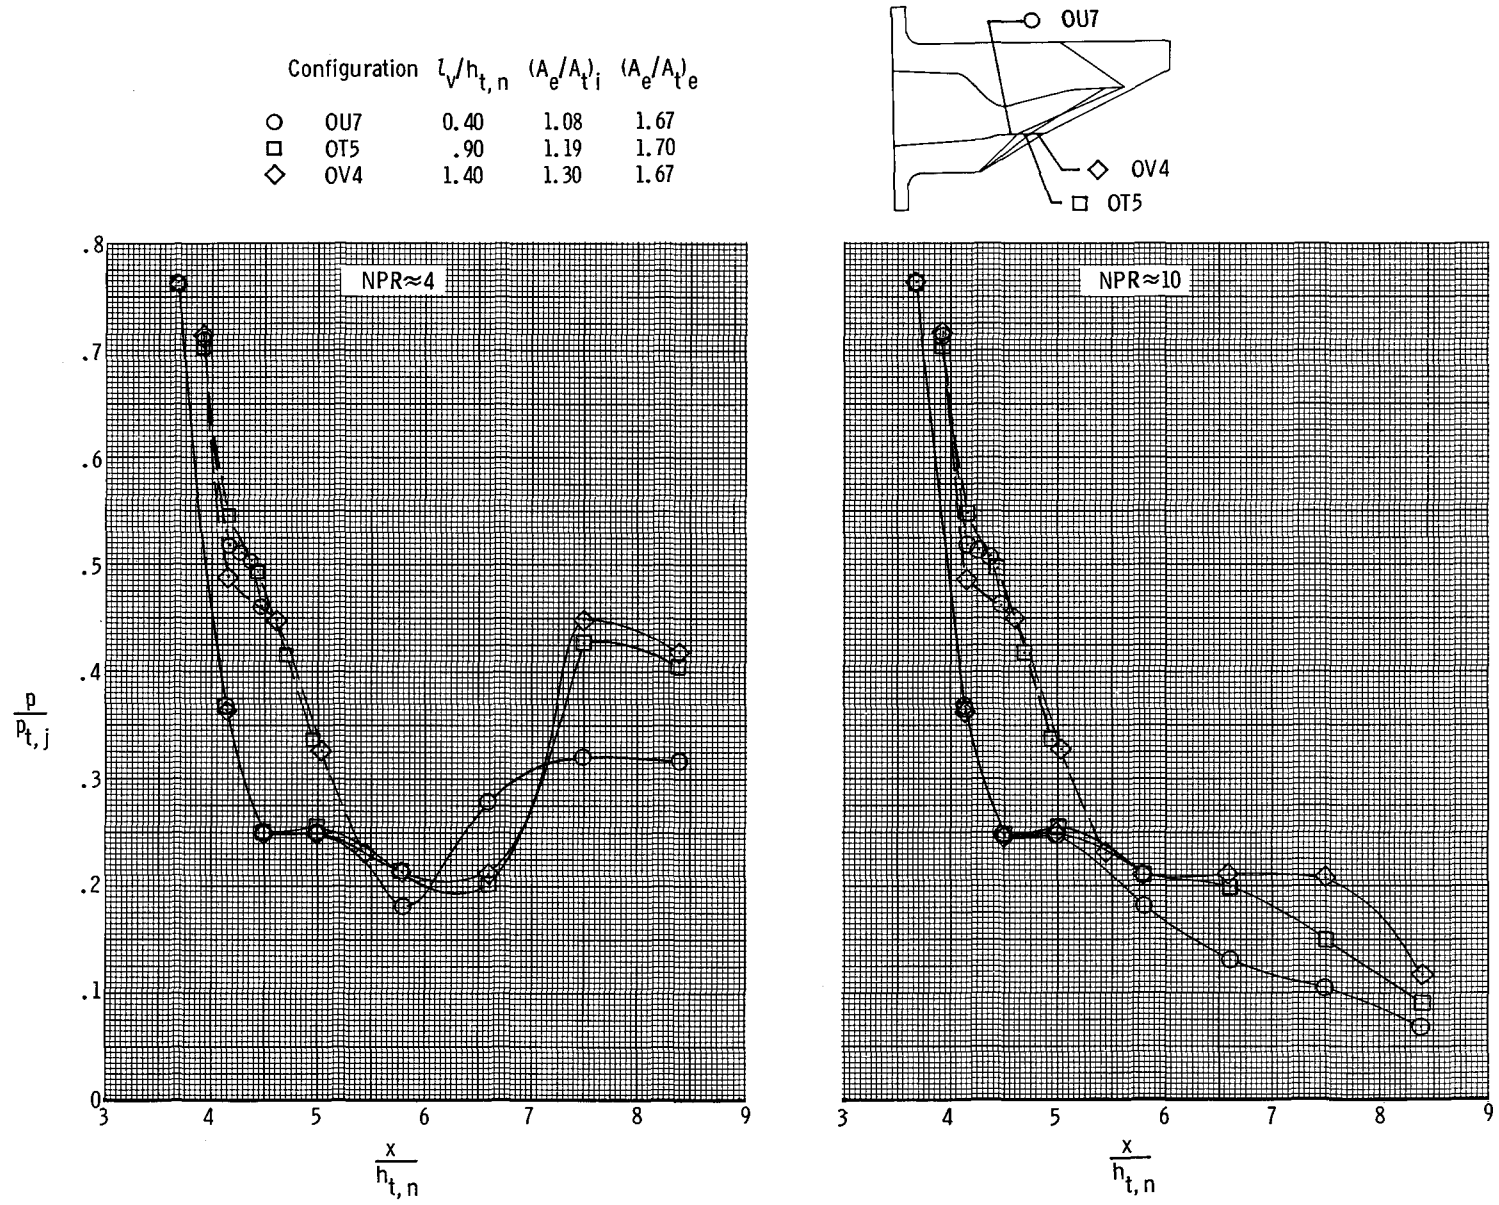 Configuration l_v/h_t,n (A_e/A_t)_i (A_e/A_t)_e
OU7 0.40 1.08 1.67
OT5 .90 1.19 1.70
OV4 1.40 1.30 1.67
OU7
OV4
OT5
NPR≈4
.8
.7
.6
.5
.4
.3
.2
.1
0
p
p_t,j
3 4 5 6 7 8 9
x
h_t,n
NPR≈10
3 4 5 6 7 8 9
x
h_t,n